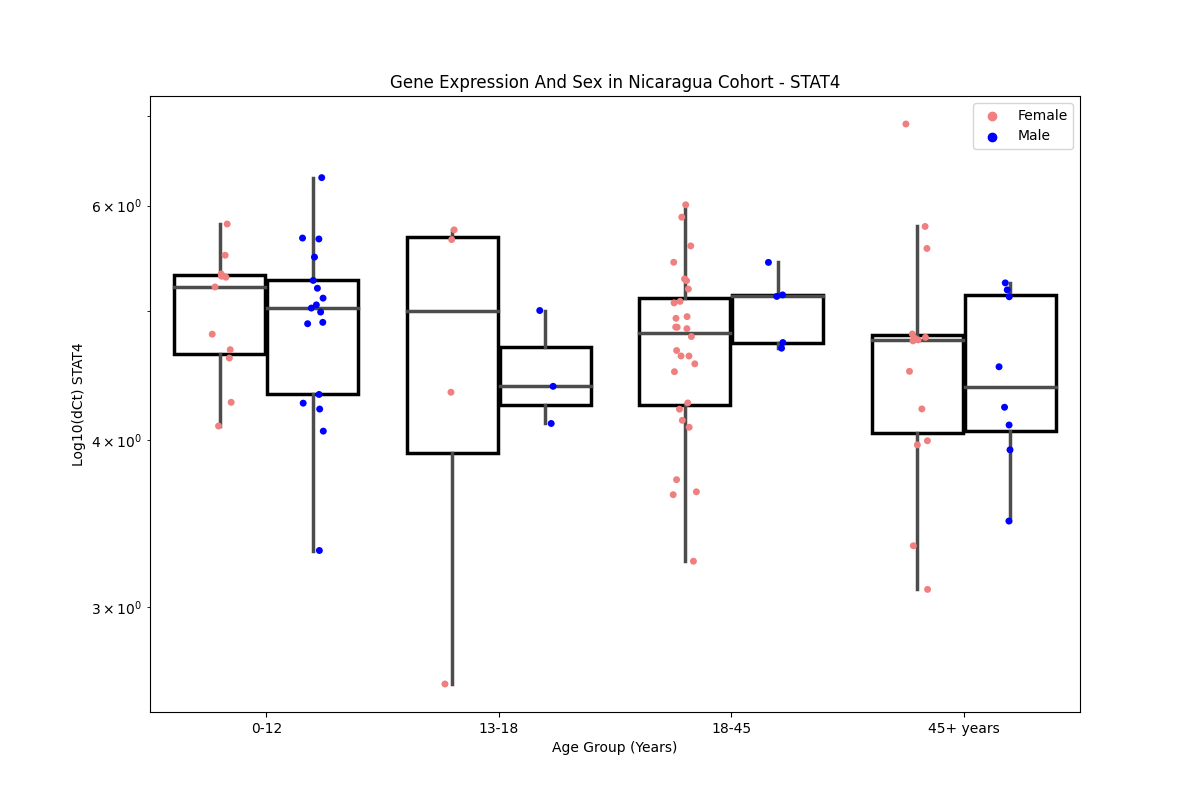 Gene Expression And Sex in Nicaragua Cohort - STAT4
Female
Male
6 × 10⁰
4 × 10⁰
3 × 10⁰
Log10(dCt) STAT4
0-12
13-18
18-45
45+ years
Age Group (Years)